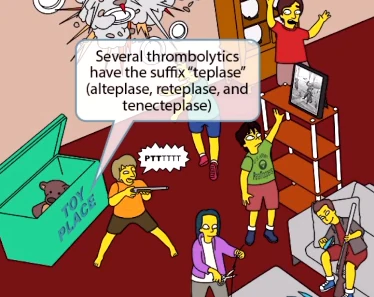 Several thrombolytics
have the suffix "teplase"
(alteplase, reteplase, and
tenecteplase)
PTTTTTT
TOY
PLACE